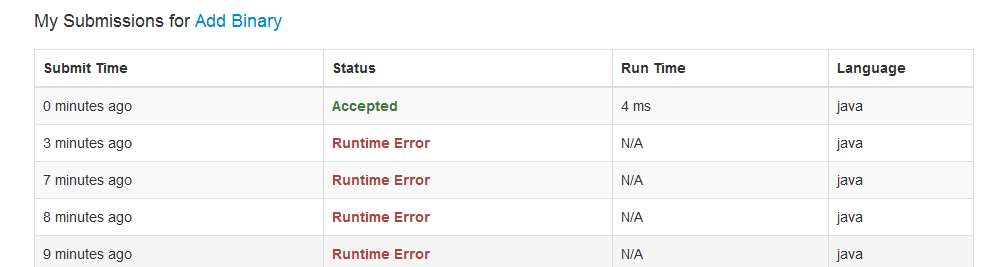 My Submissions for Add Binary
Submit Time Status Run Time Language
0 minutes ago Accepted 4 ms java
3 minutes ago Runtime Error N/A java
7 minutes ago Runtime Error N/A java
8 minutes ago Runtime Error N/A java
9 minutes ago Runtime Error N/A java